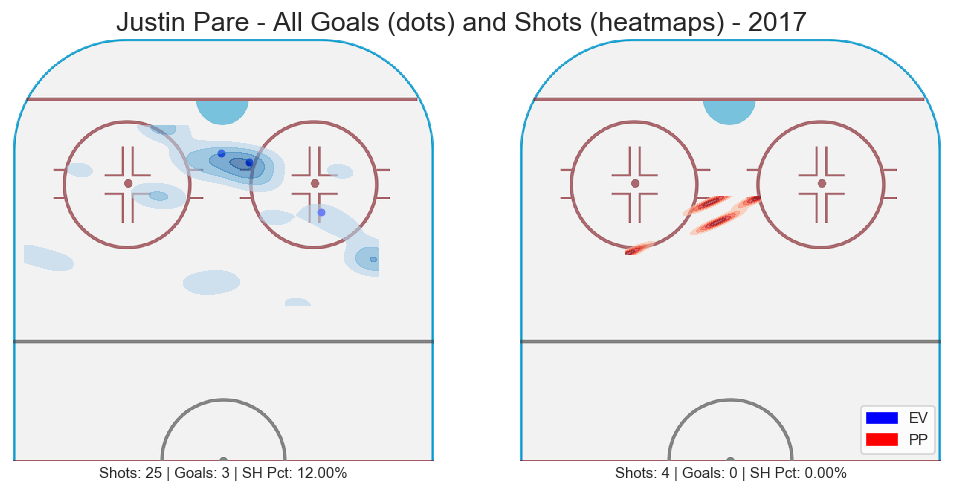 Justin Pare - All Goals (dots) and Shots (heatmaps) - 2017
EV
PP
Shots: 25 | Goals: 3 | SH Pct: 12.00%
Shots: 4 | Goals: 0 | SH Pct: 0.00%